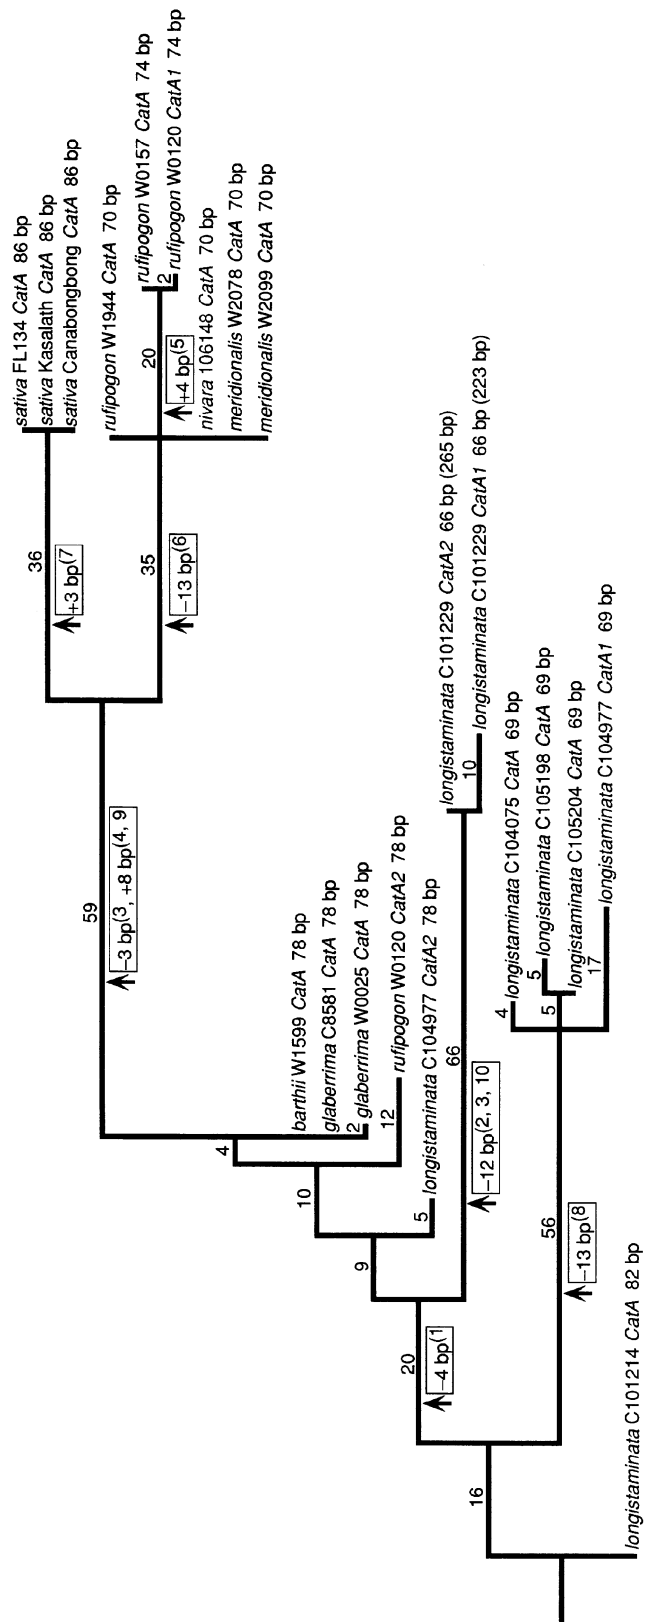 sativa FL134 CatA 86 bp
sativa Kasalath CatA 86 bp
sativa Canabongbong CatA 86 bp
36
+3 bp(7
rufipogon W1944 CatA 70 bp
rufipogon W0157 CatA 74 bp
2
rufipogon W0120 CatA1 74 bp
20
+4 bp(5
nivara 106148 CatA 70 bp
meridionalis W2078 CatA 70 bp
meridionalis W2099 CatA 70 bp
35
−13 bp(6
59
−3 bp(3, +8 bp(4, 9
barthii W1599 CatA 78 bp
glaberrima C8581 CatA 78 bp
2
glaberrima W0025 CatA 78 bp
4
12
rufipogon W0120 CatA2 78 bp
10
5
longistaminata C104977 CatA2 78 bp
9
longistaminata C101229 CatA2 66 bp (265 bp)
10
longistaminata C101229 CatA1 66 bp (223 bp)
66
−12 bp(2, 3, 10
20
−4 bp(1
4
longistaminata C104075 CatA 69 bp
5
longistaminata C105198 CatA 69 bp
5
longistaminata C105204 CatA 69 bp
17
longistaminata C104977 CatA1 69 bp
56
−13 bp(8
16
longistaminata C101214 CatA 82 bp